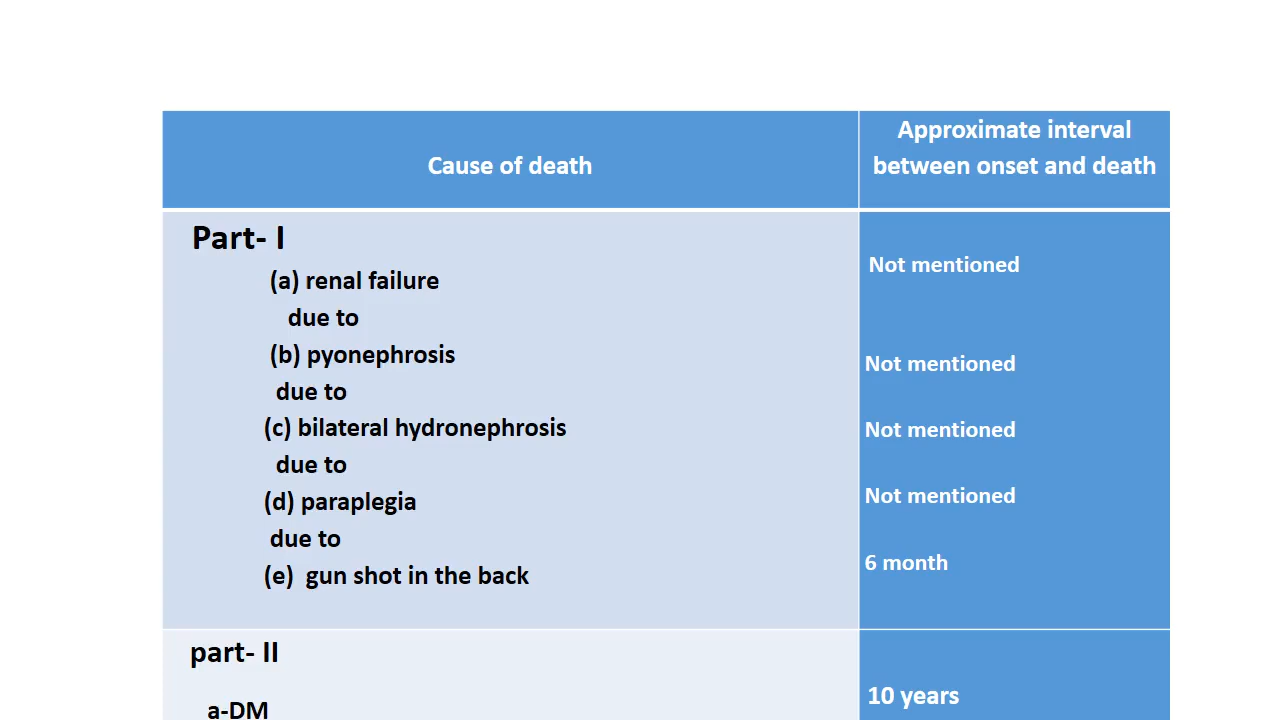 Cause of death
Approximate interval
between onset and death
Part- I
(a) renal failure
due to
(b) pyonephrosis
due to
(c) bilateral hydronephrosis
due to
(d) paraplegia
due to
(e) gun shot in the back
Not mentioned
Not mentioned
Not mentioned
Not mentioned
6 month
part- II
a-DM
10 years